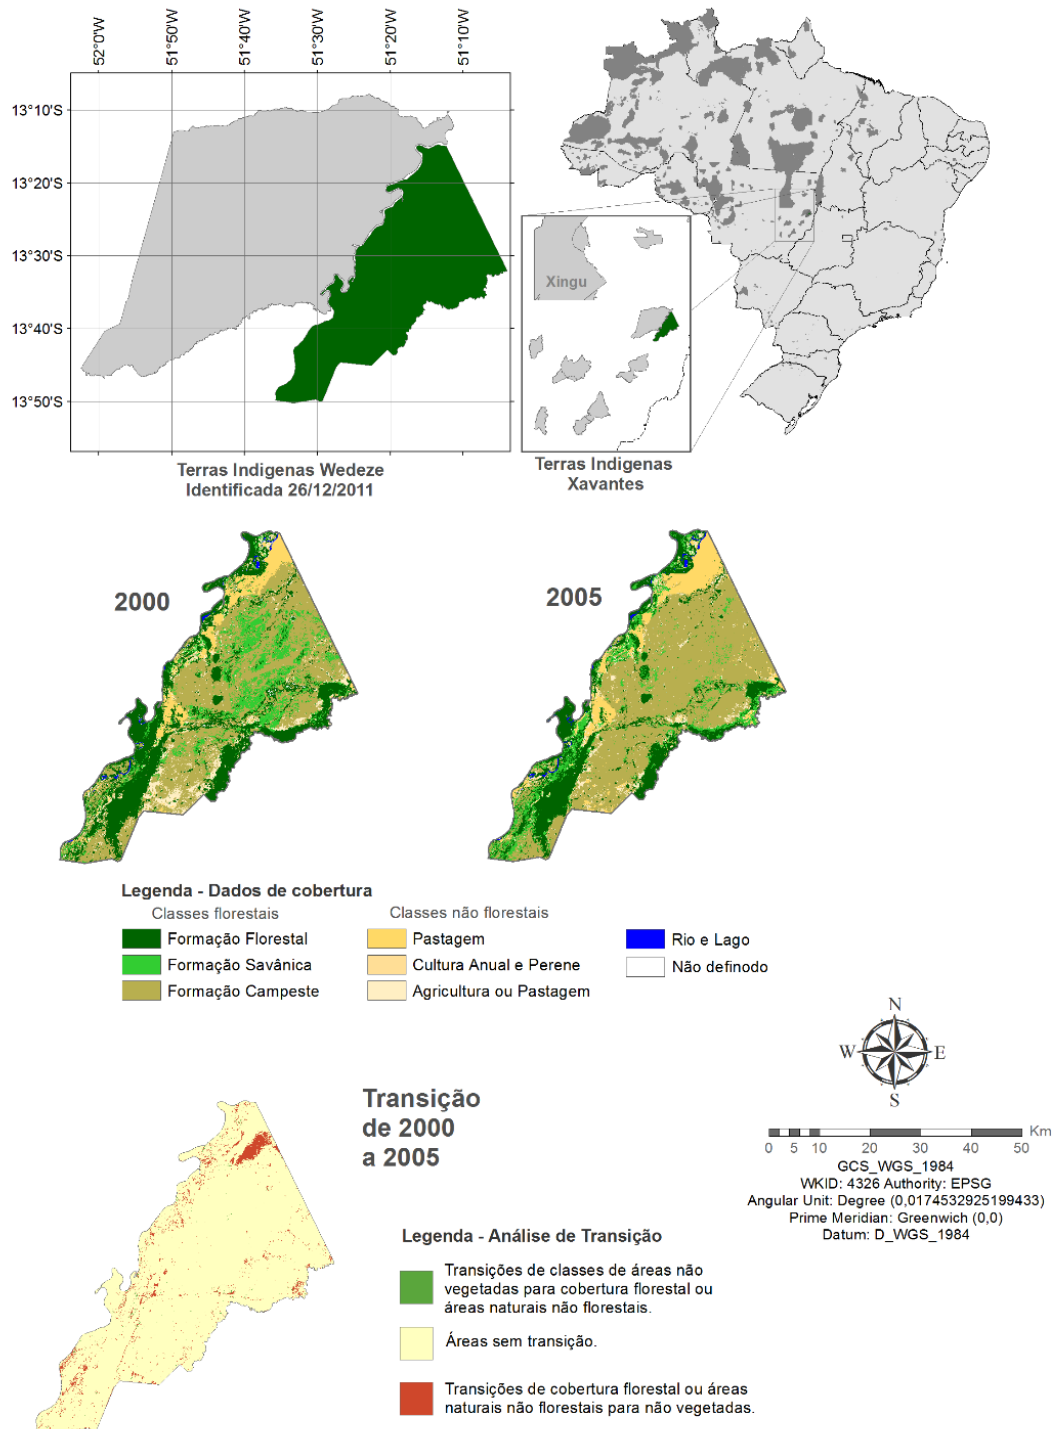 52°0'W
51°50'W
51°40'W
51°30'W
51°20'W
51°10'W
13°10'S
13°20'S
13°30'S
13°40'S
13°50'S
Xingu
Terras Indigenas Wedeze
Identificada 26/12/2011
Terras Indigenas
Xavantes
2000
2005
Legenda - Dados de cobertura
Classes florestais
Formação Florestal
Formação Savânica
Formação Campeste
Classes não florestais
Pastagem
Cultura Anual e Perene
Agricultura ou Pastagem
Rio e Lago
Não definodo
N
W
E
S
Km
0 5 10 20 30 40 50
GCS_WGS_1984
WKID: 4326 Authority: EPSG
Angular Unit: Degree (0,0174532925199433)
Prime Meridian: Greenwich (0,0)
Datum: D_WGS_1984
Transição
de 2000
a 2005
Legenda - Análise de Transição
Transições de classes de áreas não
vegetadas para cobertura florestal ou
áreas naturais não florestais.
Áreas sem transição.
Transições de cobertura florestal ou áreas
naturais não florestais para não vegetadas.